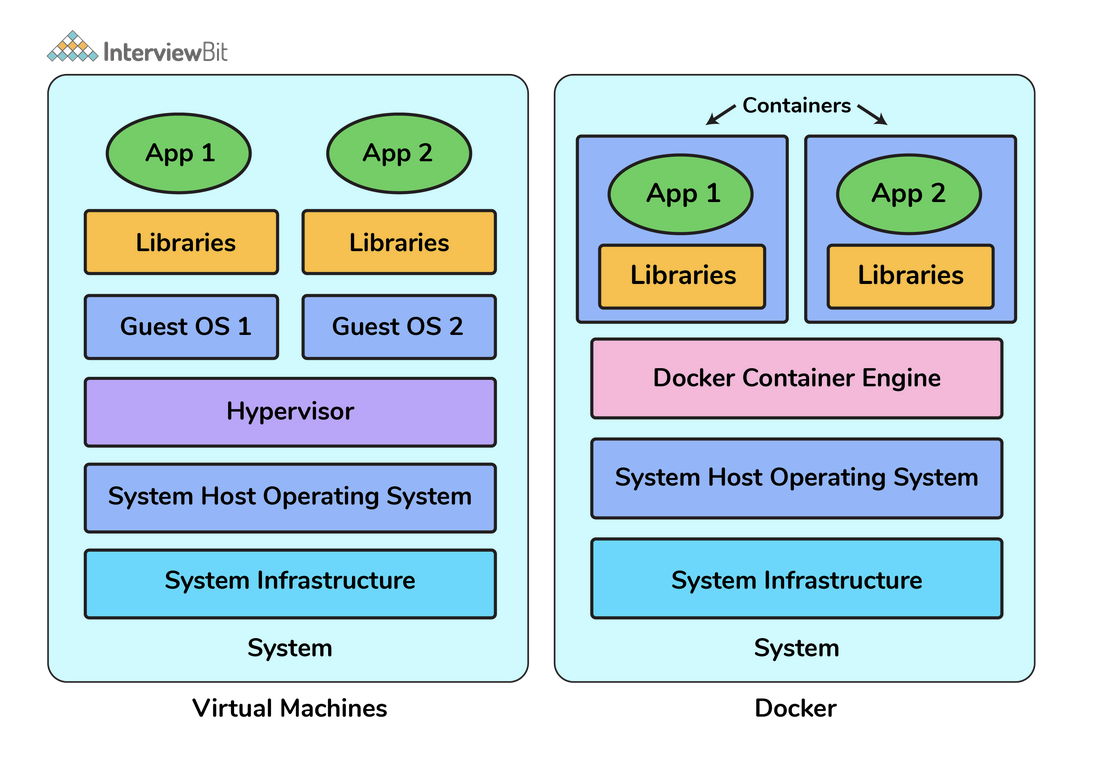 InterviewBit
App 1
App 2
Libraries
Libraries
Guest OS 1
Guest OS 2
Hypervisor
System Host Operating System
System Infrastructure
System
Virtual Machines
Containers
App 1
App 2
Libraries
Libraries
Docker Container Engine
System Host Operating System
System Infrastructure
System
Docker